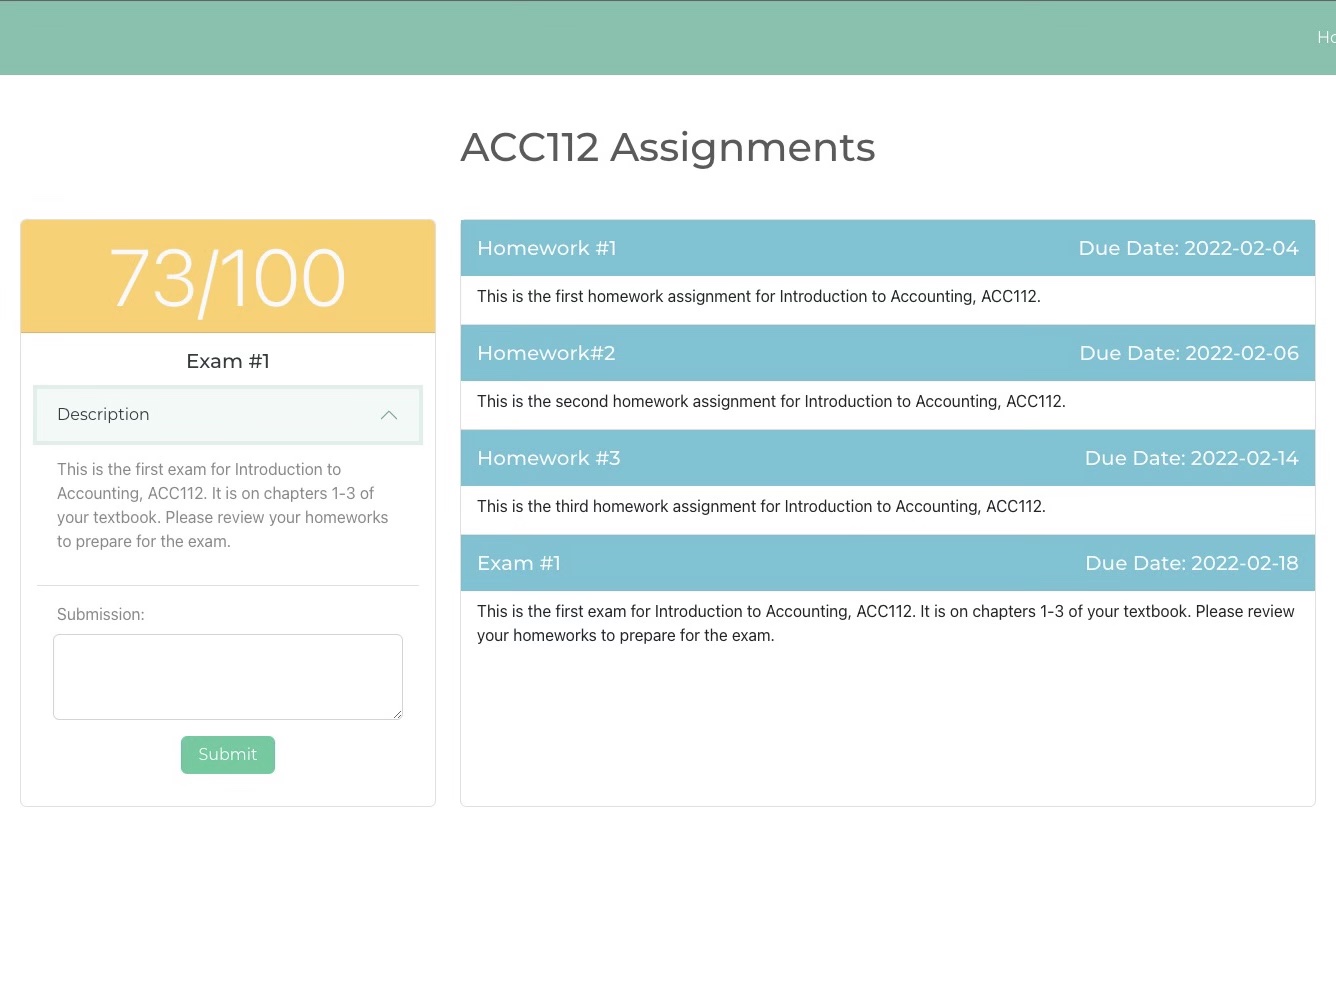 Ho
ACC112 Assignments
73/100
Exam #1
Description
This is the first exam for Introduction to
Accounting, ACC112. It is on chapters 1-3 of
your textbook. Please review your homeworks
to prepare for the exam.
Submission:
Submit
Homework #1 Due Date: 2022-02-04
This is the first homework assignment for Introduction to Accounting, ACC112.
Homework#2 Due Date: 2022-02-06
This is the second homework assignment for Introduction to Accounting, ACC112.
Homework #3 Due Date: 2022-02-14
This is the third homework assignment for Introduction to Accounting, ACC112.
Exam #1 Due Date: 2022-02-18
This is the first exam for Introduction to Accounting, ACC112. It is on chapters 1-3 of your textbook. Please review
your homeworks to prepare for the exam.